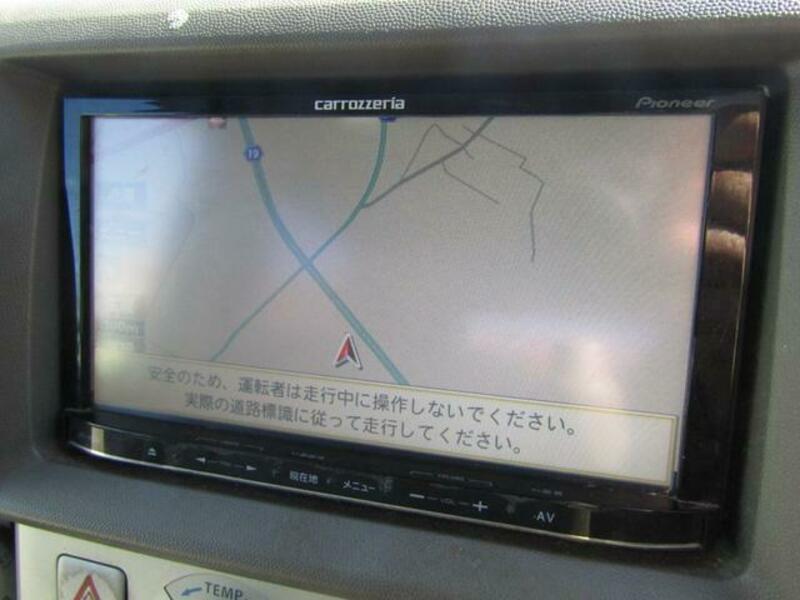 carrozzeria
Pioneer
19
安全のため、運転者は走行中に操作しないでください。
実際の道路標識に従って走行してください。
現在地
メニュー
VOL
AV
TEMP